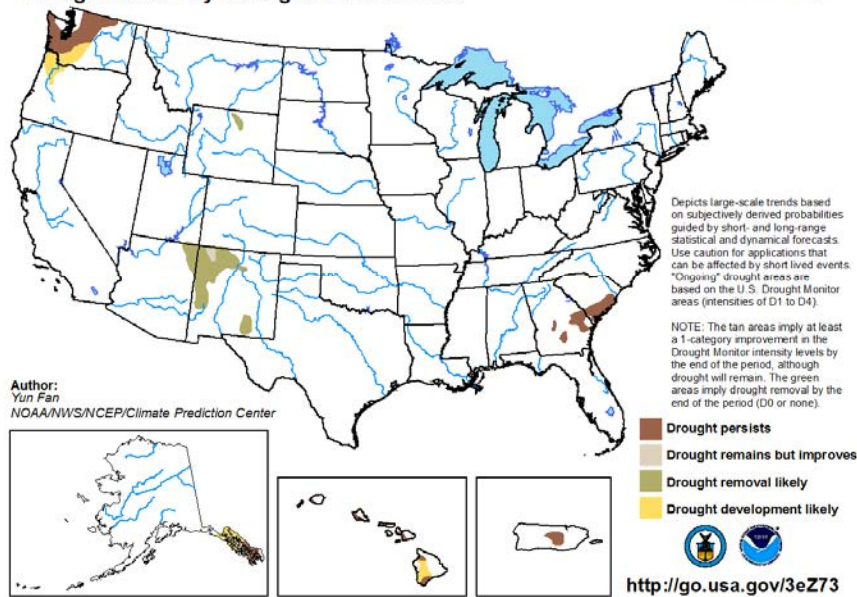 Depicts large-scale trends based
on subjectively derived probabilities
guided by short- and long-range
statistical and dynamical forecasts.
Use caution for applications that
can be affected by short lived events.
"Ongoing" drought areas are
based on the U.S. Drought Monitor
areas (intensities of D1 to D4).
NOTE: The tan areas imply at least
a 1-category improvement in the
Drought Monitor intensity levels by
the end of the period, although
drought will remain. The green
areas imply drought removal by the
end of the period (D0 or none).
Author:
Yun Fan
NOAA/NWS/NCEP/Climate Prediction Center
Drought persists
Drought remains but improves
Drought removal likely
Drought development likely
http://go.usa.gov/3eZ73